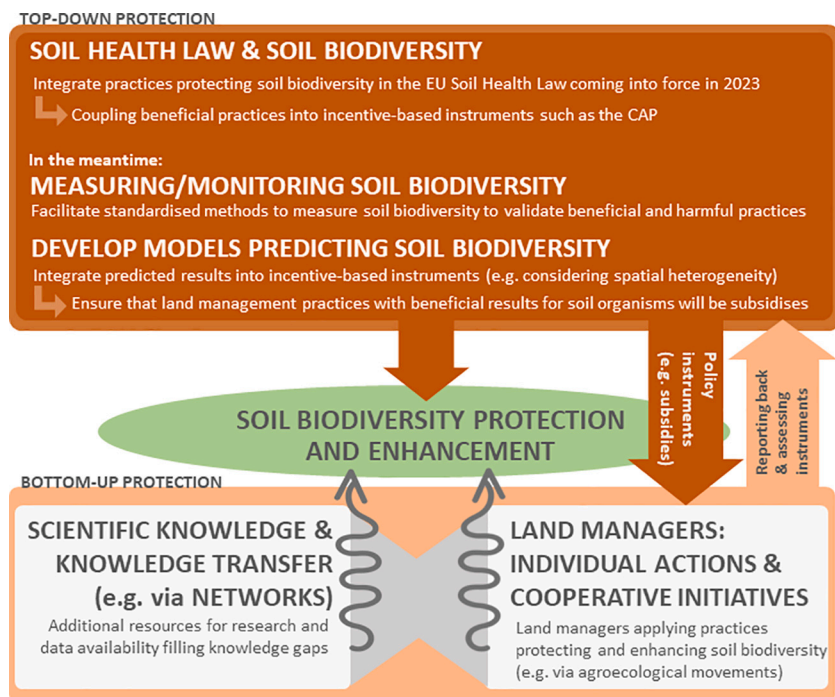 TOP-DOWN PROTECTION
SOIL HEALTH LAW & SOIL BIODIVERSITY
Integrate practices protecting soil biodiversity in the EU Soil Health Law coming into force in 2023
Coupling beneficial practices into incentive-based instruments such as the CAP
In the meantime:
MEASURING/MONITORING SOIL BIODIVERSITY
Facilitate standardised methods to measure soil biodiversity to validate beneficial and harmful practices
DEVELOP MODELS PREDICTING SOIL BIODIVERSITY
Integrate predicted results into incentive-based instruments (e.g. considering spatial heterogeneity)
Ensure that land management practices with beneficial results for soil organisms will be subsidises
Policy
instruments
(e.g. subsidies)
Reporting back
& assessing
instruments
SOIL BIODIVERSITY PROTECTION
AND ENHANCEMENT
BOTTOM-UP PROTECTION
SCIENTIFIC KNOWLEDGE &
KNOWLEDGE TRANSFER
(e.g. via NETWORKS)
Additional resources for research and
data availability filling knowledge gaps
LAND MANAGERS:
INDIVIDUAL ACTIONS &
COOPERATIVE INITIATIVES
Land managers applying practices
protecting and enhancing soil biodiversity
(e.g. via agroecological movements)